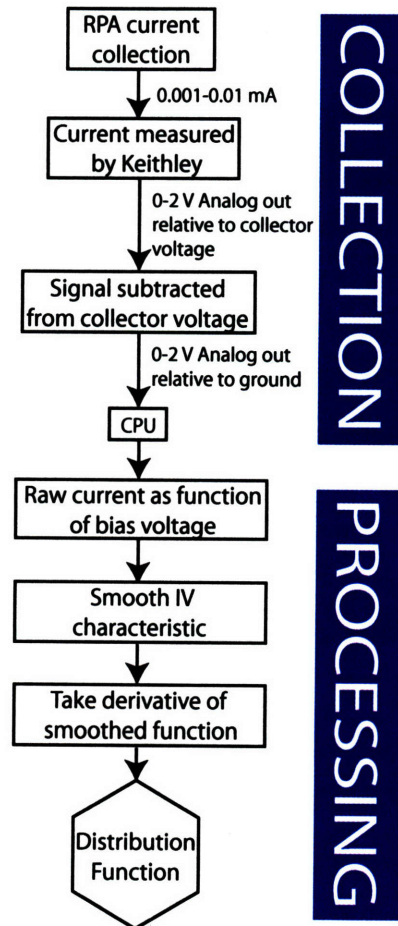 RPA current
collection
0.001-0.01 mA
Current measured
by Keithley
0-2 V Analog out
relative to collector
voltage
Signal subtracted
from collector voltage
0-2 V Analog out
relative to ground
CPU
COLLECTION
Raw current as function
of bias voltage
Smooth IV
characteristic
Take derivative of
smoothed function
Distribution
Function
PROCESSING